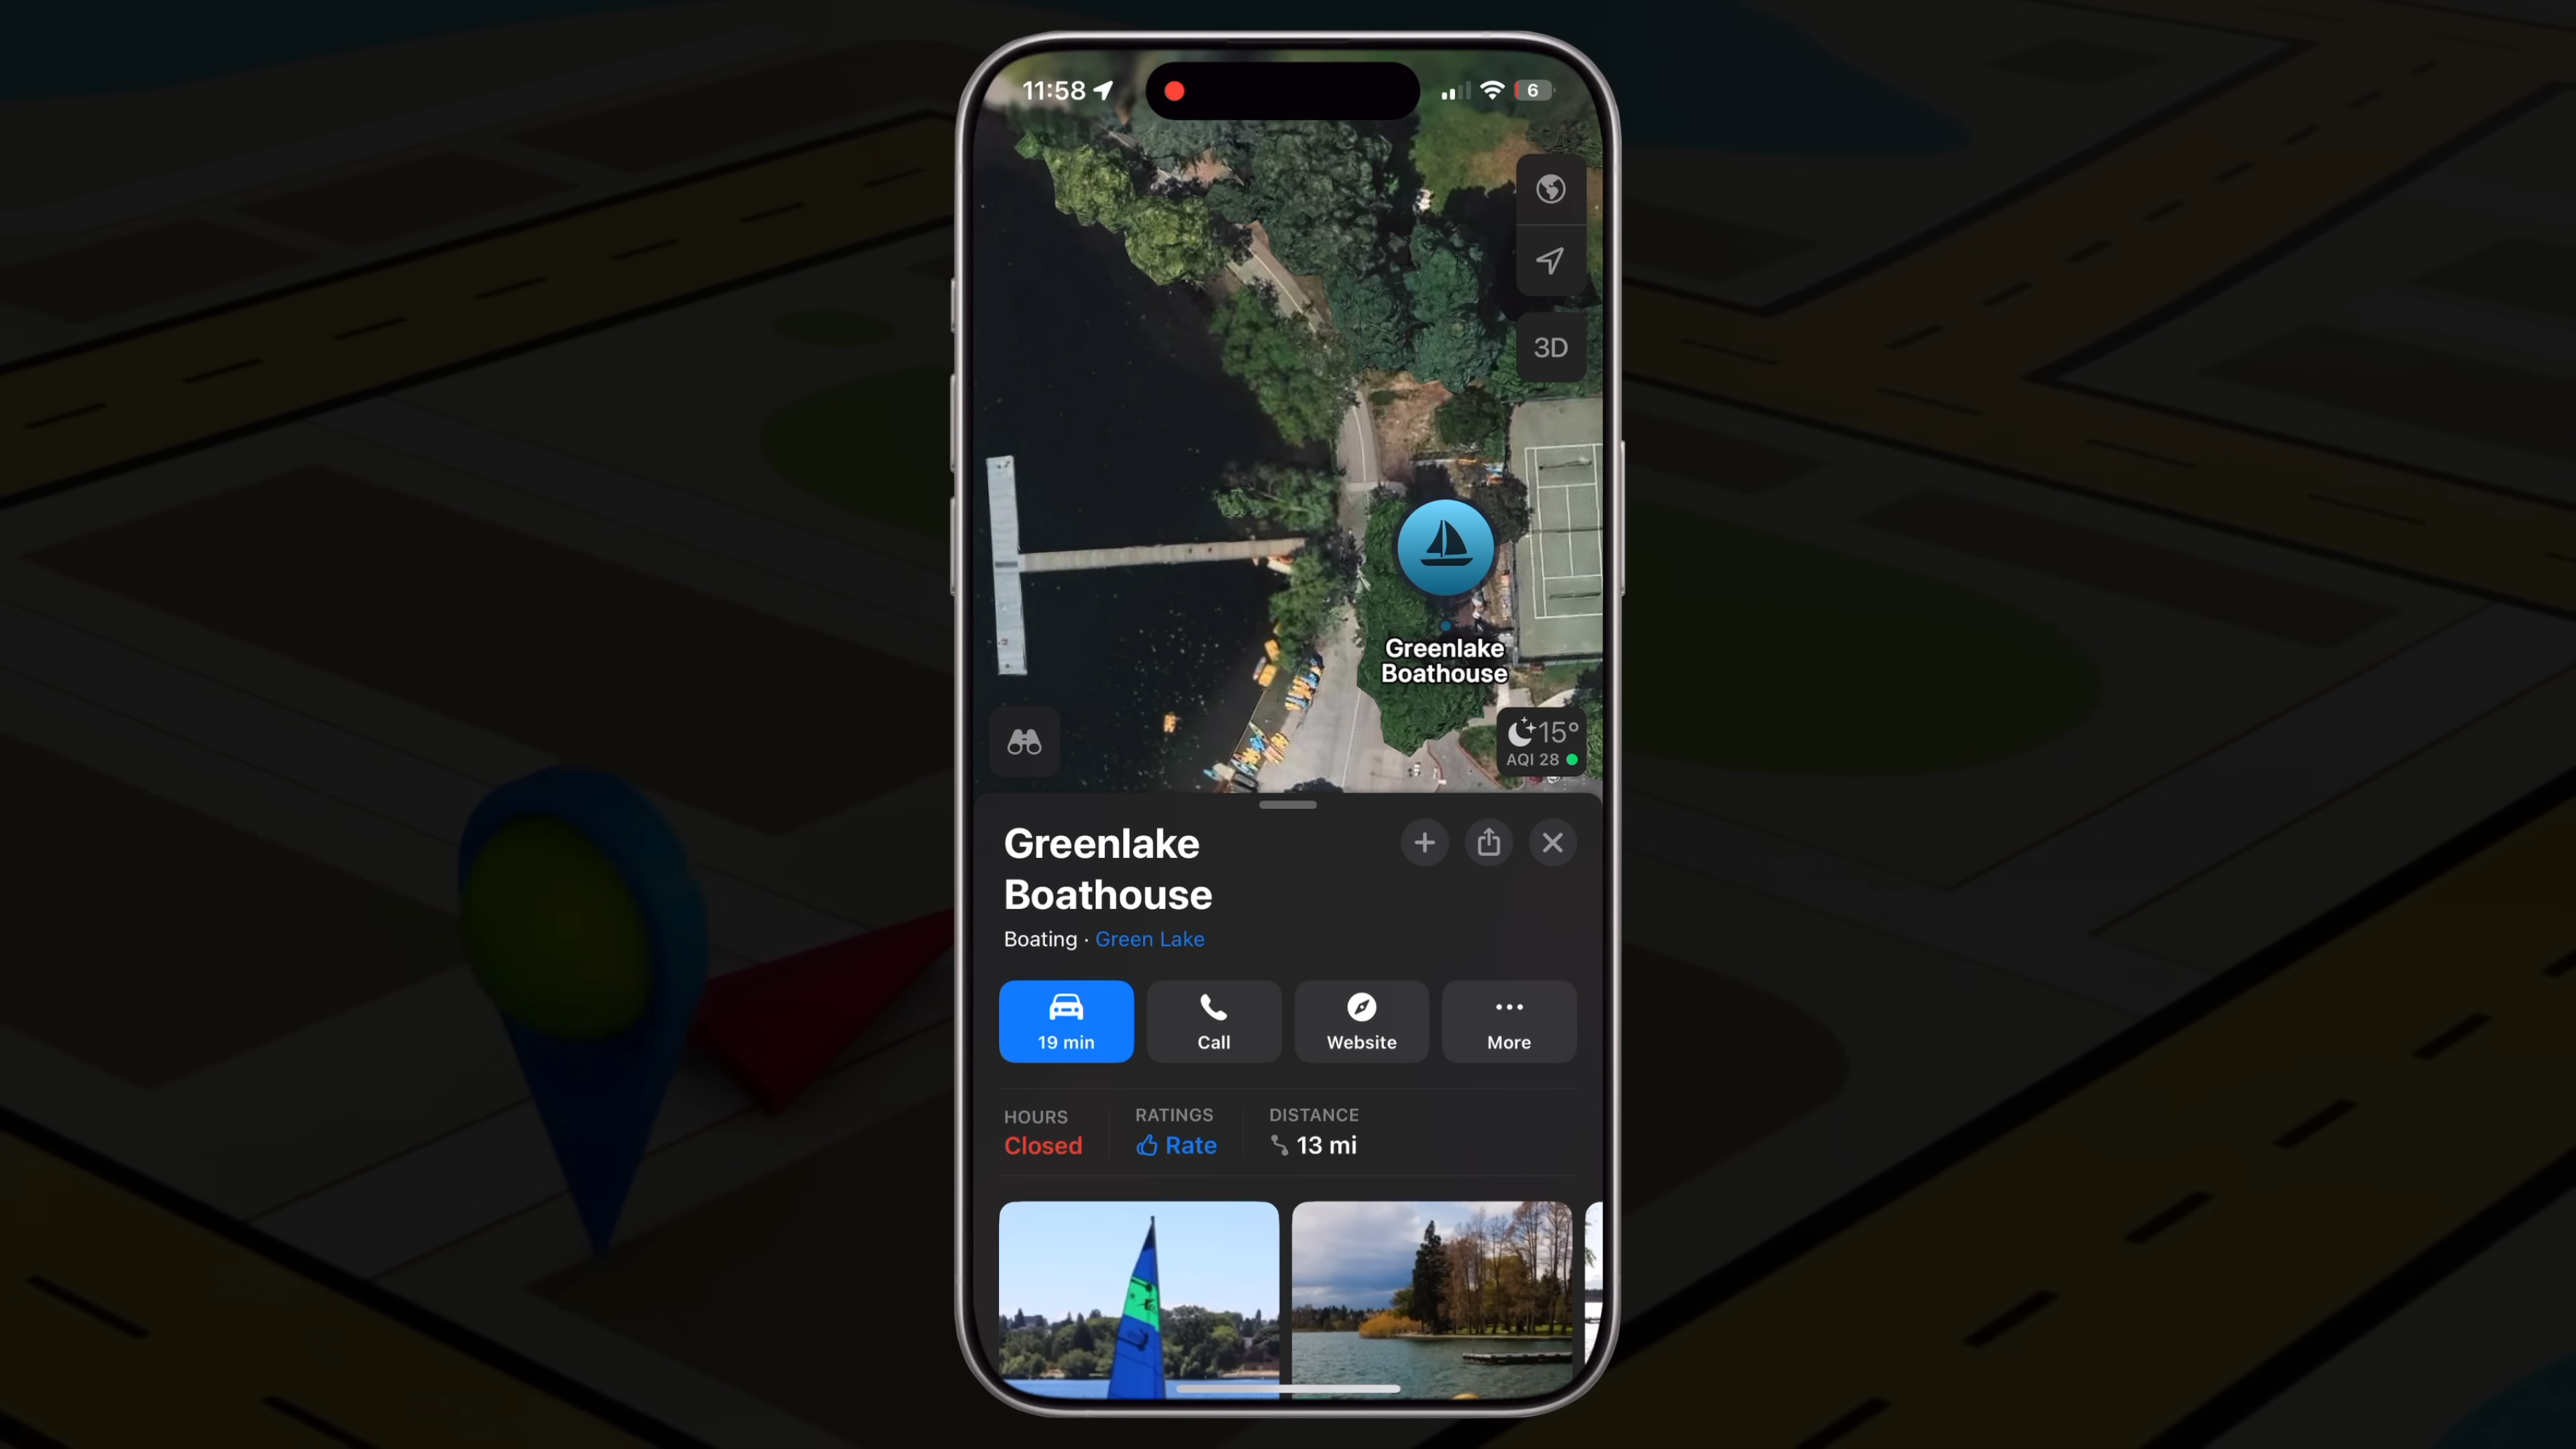 11:58
6
3D
Greenlake
Boathouse
15°
AQI 28
Greenlake
Boathouse
Boating · Green Lake
19 min
Call
Website
More
HOURS
RATINGS
DISTANCE
Closed
Rate
13 mi